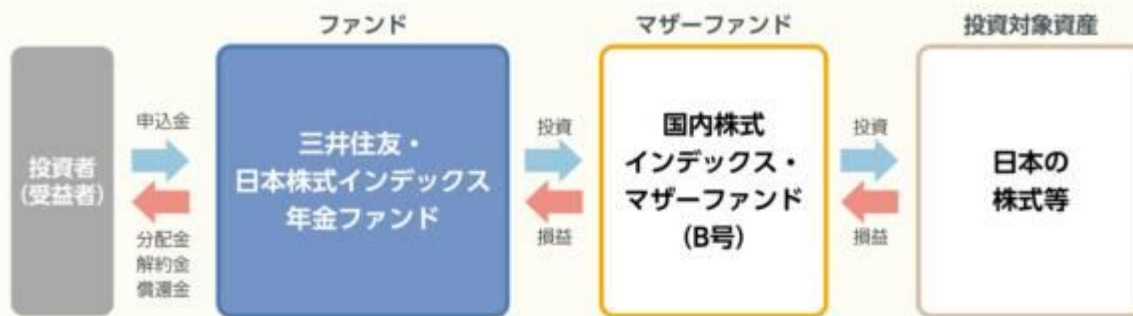 ファンド
マザーファンド
投資対象資産
投資者
(受益者)
申込金
分配金
解約金
償還金
三井住友・
日本株式インデックス
年金ファンド
投資
損益
国内株式
インデックス・
マザーファンド
(B号)
投資
損益
日本の
株式等